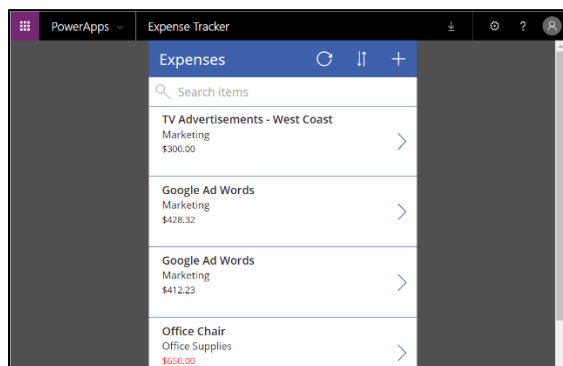 PowerApps
Expense Tracker
?
Expenses
Search items
TV Advertisements - West Coast
Marketing
$300.00
Google Ad Words
Marketing
$428.32
Google Ad Words
Marketing
$412.23
Office Chair
Office Supplies
$650.00